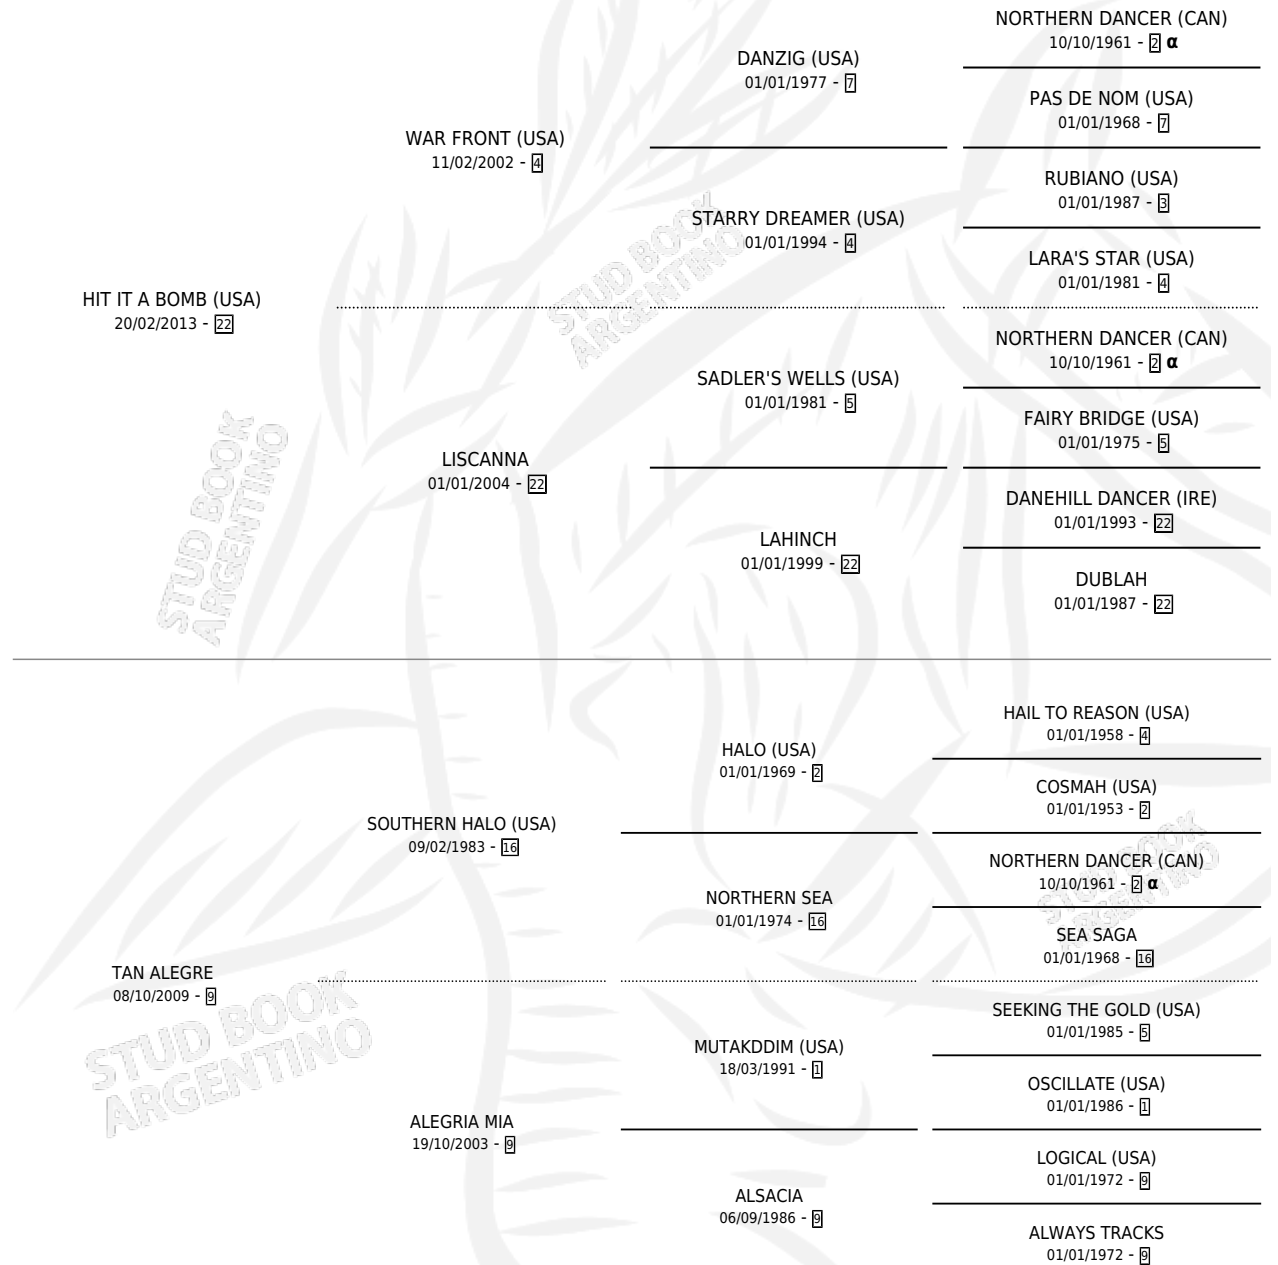 NORTHERN DANCER (CAN)
10/10/1961 - 2 α
DANZIG (USA)
01/01/1977 - 7
PAS DE NOM (USA)
01/01/1968 - 7
WAR FRONT (USA)
11/02/2002 - 4
RUBIANO (USA)
01/01/1987 - 3
STARRY DREAMER (USA)
01/01/1994 - 4
LARA'S STAR (USA)
01/01/1981 - 4
HIT IT A BOMB (USA)
20/02/2013 - 22
NORTHERN DANCER (CAN)
10/10/1961 - 2 α
SADLER'S WELLS (USA)
01/01/1981 - 5
FAIRY BRIDGE (USA)
01/01/1975 - 5
LISCANNA
01/01/2004 - 22
DANEHILL DANCER (IRE)
01/01/1993 - 22
LAHINCH
01/01/1999 - 22
DUBLAH
01/01/1987 - 22
HAIL TO REASON (USA)
01/01/1958 - 4
HALO (USA)
01/01/1969 - 2
COSMAH (USA)
01/01/1953 - 2
SOUTHERN HALO (USA)
09/02/1983 - 16
NORTHERN DANCER (CAN)
10/10/1961 - 2 α
NORTHERN SEA
01/01/1974 - 16
SEA SAGA
01/01/1968 - 16
TAN ALEGRE
08/10/2009 - 9
SEEKING THE GOLD (USA)
01/01/1985 - 5
MUTAKDDIM (USA)
18/03/1991 - 1
OSCILLATE (USA)
01/01/1986 - 1
ALEGRIA MIA
19/10/2003 - 9
LOGICAL (USA)
01/01/1972 - 9
ALSACIA
06/09/1986 - 9
ALWAYS TRACKS
01/01/1972 - 9
STUD BOOK
ARGENTINO
STUD BOOK
ARGENTINO
STUD BOOK
ARGENTINO
STUD BOOK
ARGENTINO